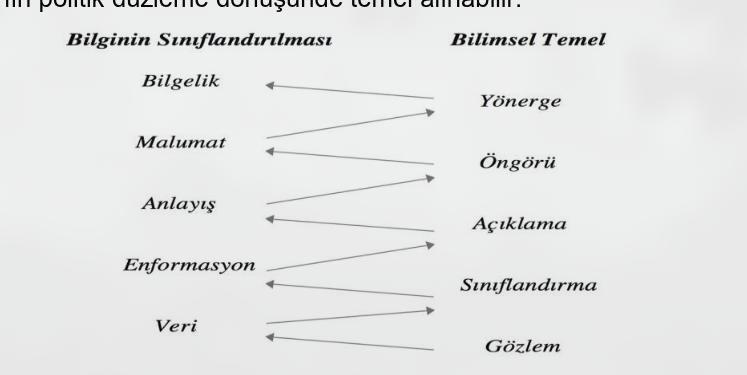 politik düzleme dönüşünde temel alınabilir.
Bilginin Sınıflandırılması Bilimsel Temel
Bilgelik
Yönerge
Malumat
Öngörü
Anlayış
Açıklama
Enformasyon
Sınıflandırma
Veri
Gözlem